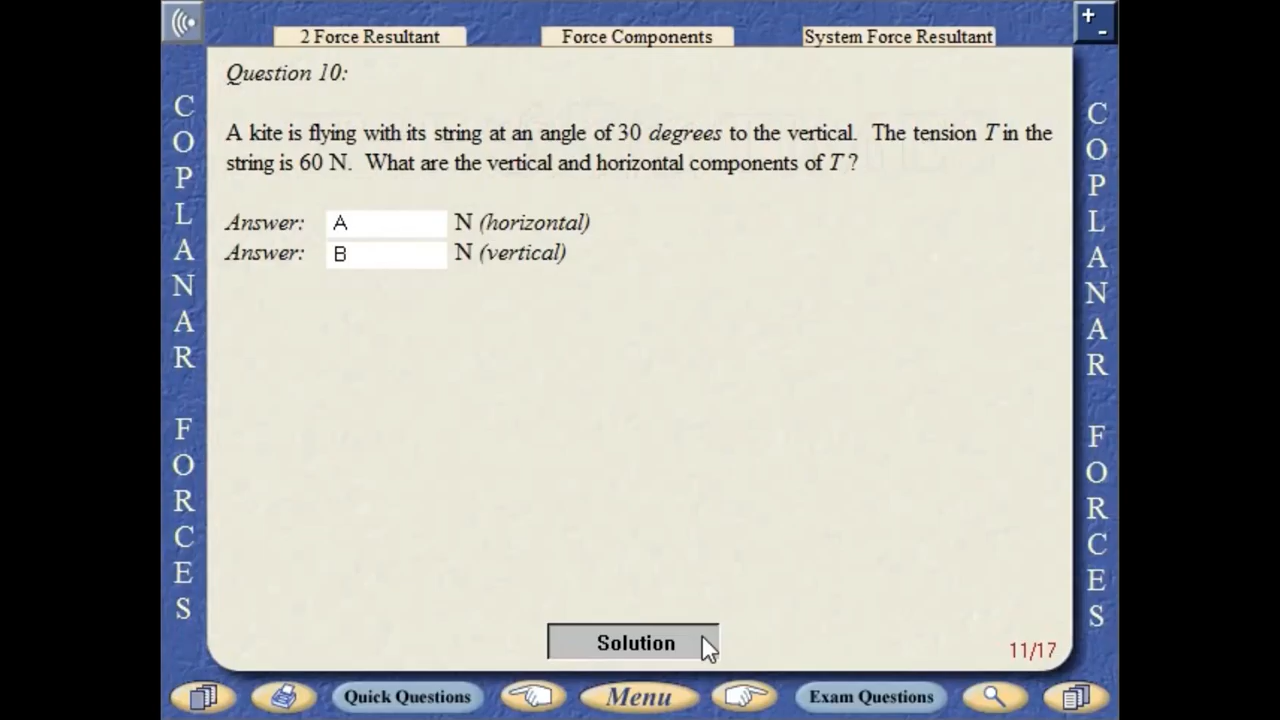 2 Force Resultant
Force Components
System Force Resultant
+
-
Question 10:
A kite is flying with its string at an angle of 30 degrees to the vertical. The tension T in the
string is 60 N. What are the vertical and horizontal components of T ?
Answer: A N (horizontal)
Answer: B N (vertical)
COPLANAR FORCES
COPLANAR FORCES
Solution
11/17
Quick Questions
Menu
Exam Questions